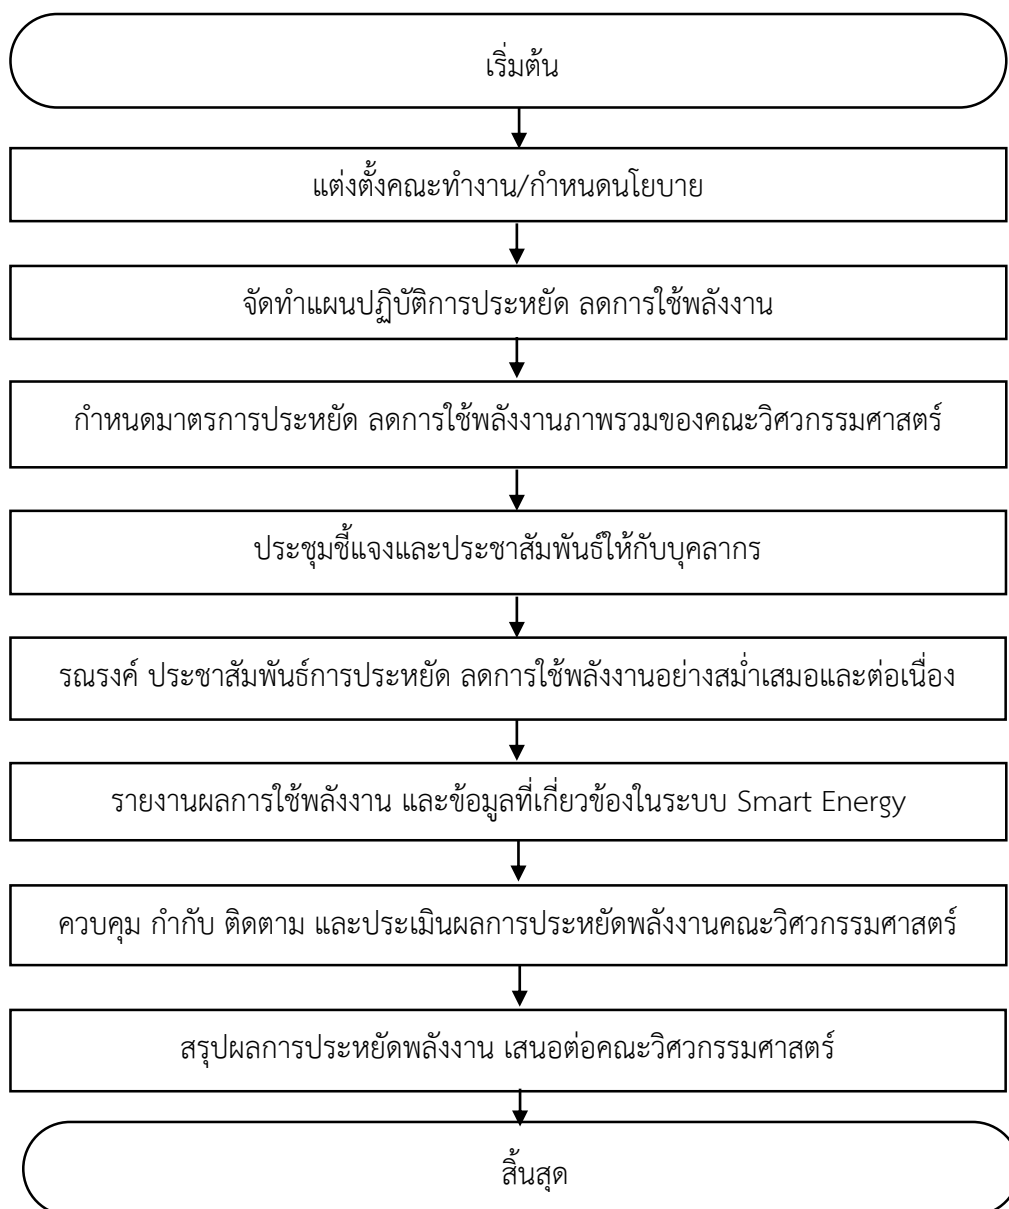 เริ่มต้น
แต่งตั้งคณะทำงาน/กำหนดนโยบาย
จัดทำแผนปฏิบัติการประหยัด ลดการใช้พลังงาน
กำหนดมาตรการประหยัด ลดการใช้พลังงานภาพรวมของคณะวิศวกรรมศาสตร์
ประชุมชี้แจงและประชาสัมพันธ์ให้กับบุคลากร
รณรงค์ ประชาสัมพันธ์การประหยัด ลดการใช้พลังงานอย่างสม่ำเสมอและต่อเนื่อง
รายงานผลการใช้พลังงาน และข้อมูลที่เกี่ยวข้องในระบบ Smart Energy
ควบคุม กำกับ ติดตาม และประเมินผลการประหยัดพลังงานคณะวิศวกรรมศาสตร์
สรุปผลการประหยัดพลังงาน เสนอต่อคณะวิศวกรรมศาสตร์
สิ้นสุด